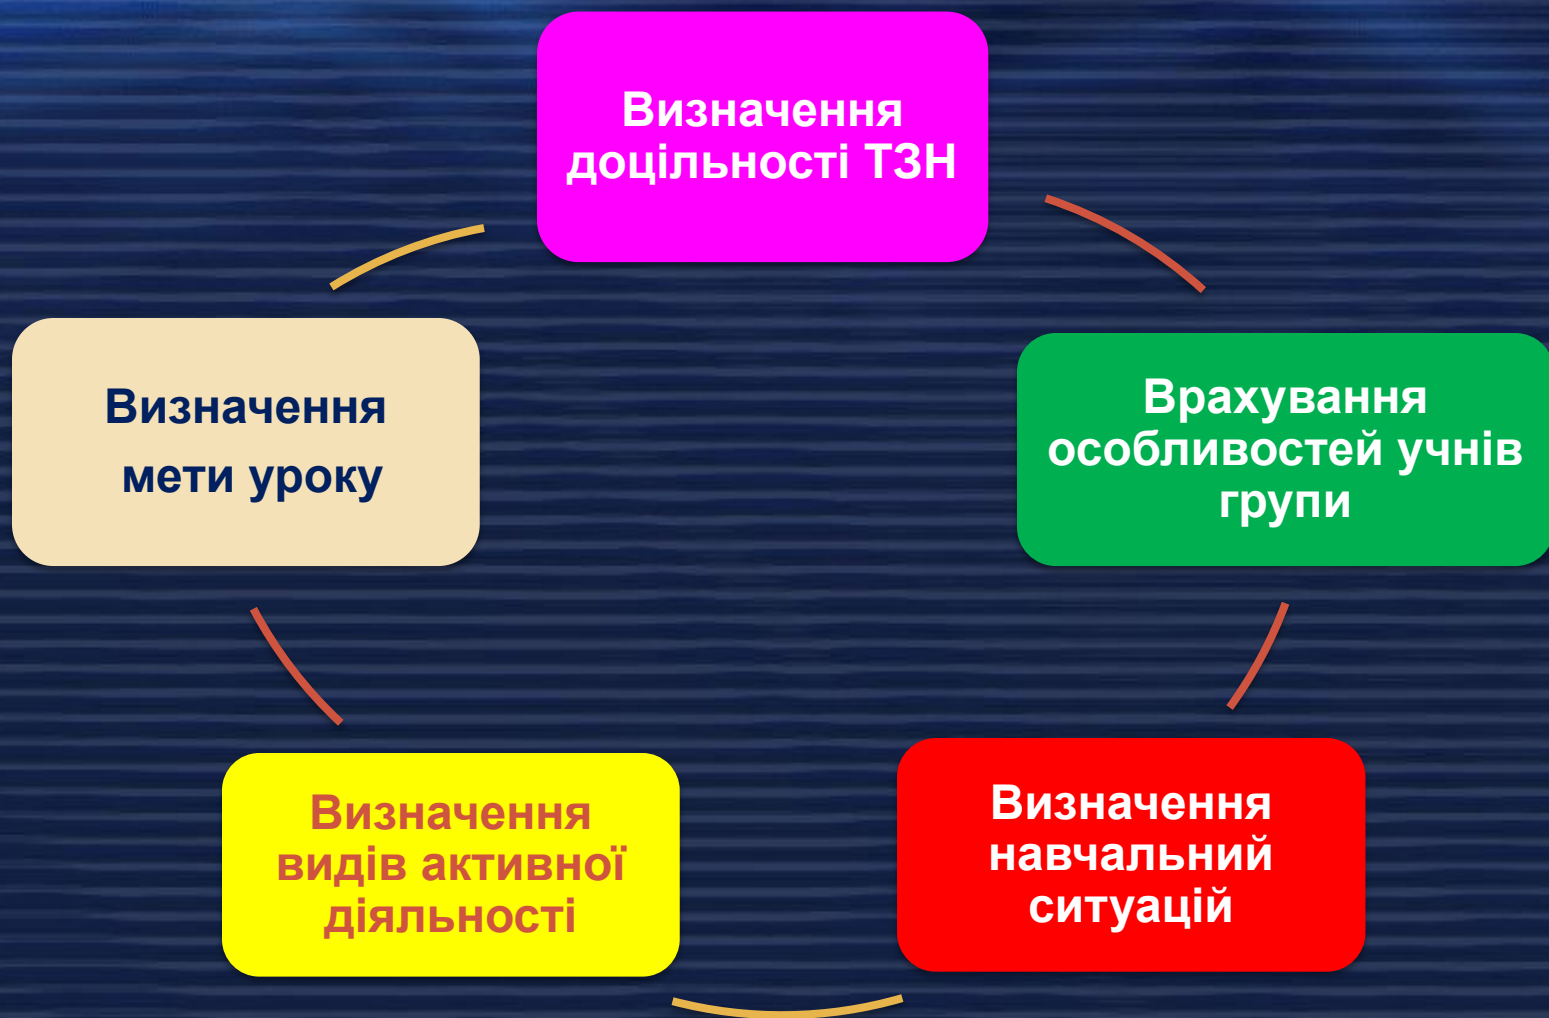 Визначення
доцільності ТЗН
Визначення
мети уроку
Врахування
особливостей учнів
групи
Визначення
видів активної
діяльності
Визначення
навчальний
ситуацій